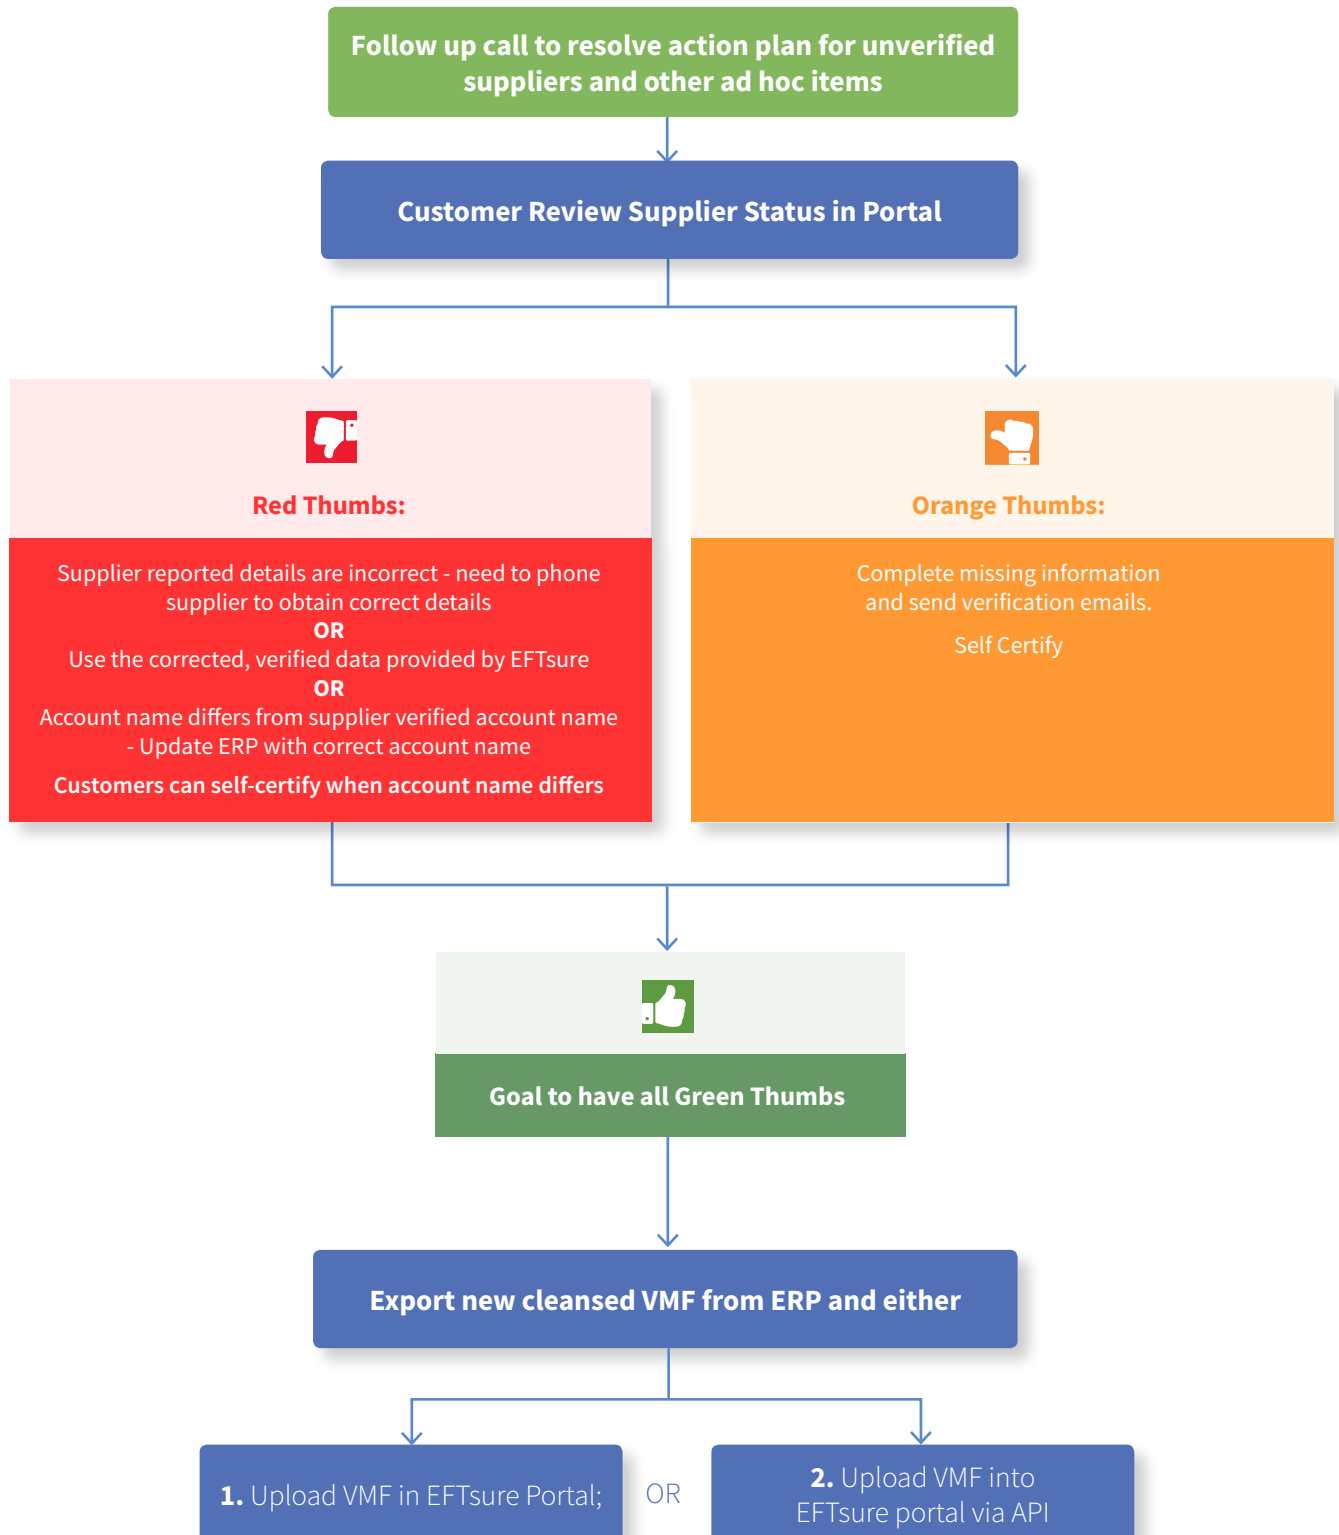 Follow up call to resolve action plan for unverified
suppliers and other ad hoc items
Customer Review Supplier Status in Portal
Red Thumbs:
Supplier reported details are incorrect - need to phone
supplier to obtain correct details
OR
Use the corrected, verified data provided by EFTsure
OR
Account name differs from supplier verified account name
- Update ERP with correct account name
Customers can self-certify when account name differs
Orange Thumbs:
Complete missing information
and send verification emails.
Self Certify
Goal to have all Green Thumbs
Export new cleansed VMF from ERP and either
1. Upload VMF in EFTsure Portal;
OR
2. Upload VMF into
EFTsure portal via API